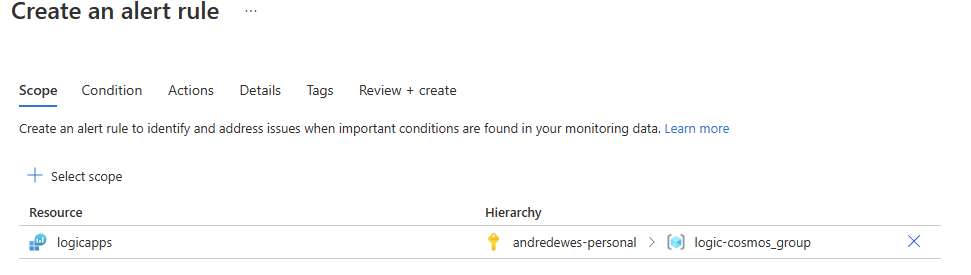 Create an alert rule ...
Scope Condition Actions Details Tags Review + create
Create an alert rule to identify and address issues when important conditions are found in your monitoring data. Learn more
+ Select scope
Resource Hierarchy
logicapps andredewes-personal > logic-cosmos_group